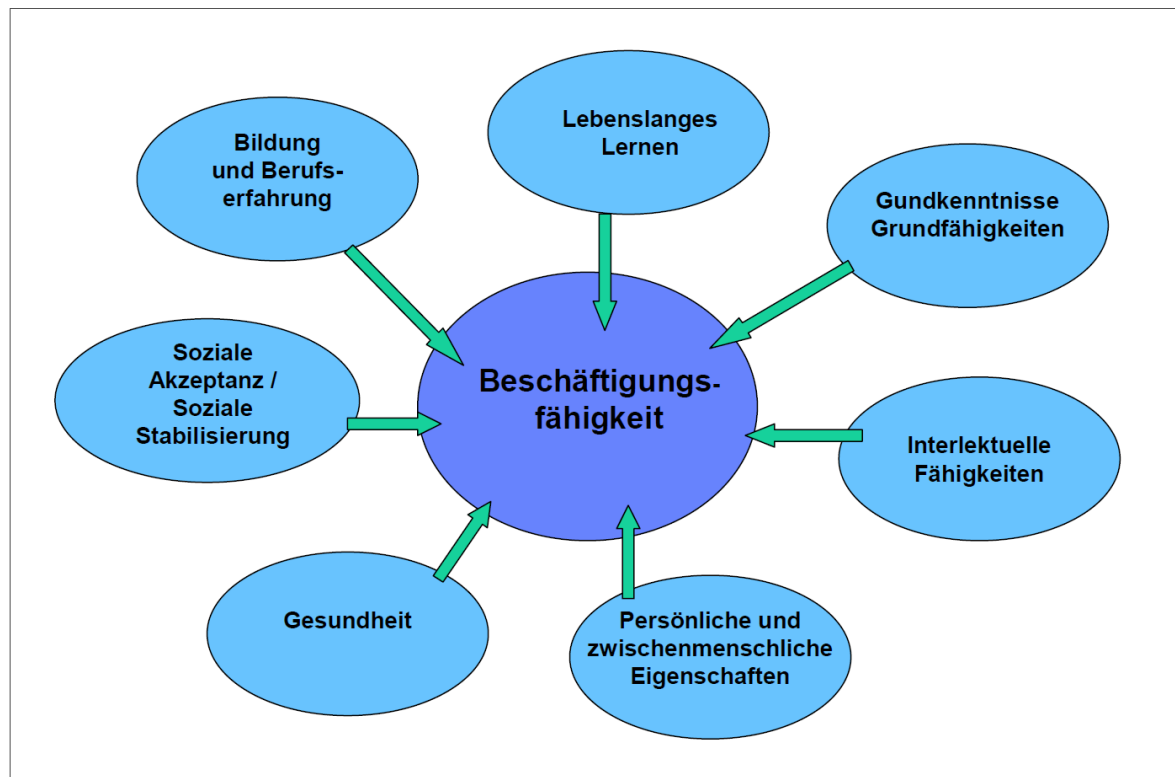 Lebenslanges
Lernen
Bildung
und Berufs-
erfahrung
Gundkenntnisse
Grundfähigkeiten
Soziale
Akzeptanz /
Soziale
Stabilisierung
Beschäftigungs-
fähigkeit
Interlektuelle
Fähigkeiten
Gesundheit
Persönliche und
zwischenmenschliche
Eigenschaften